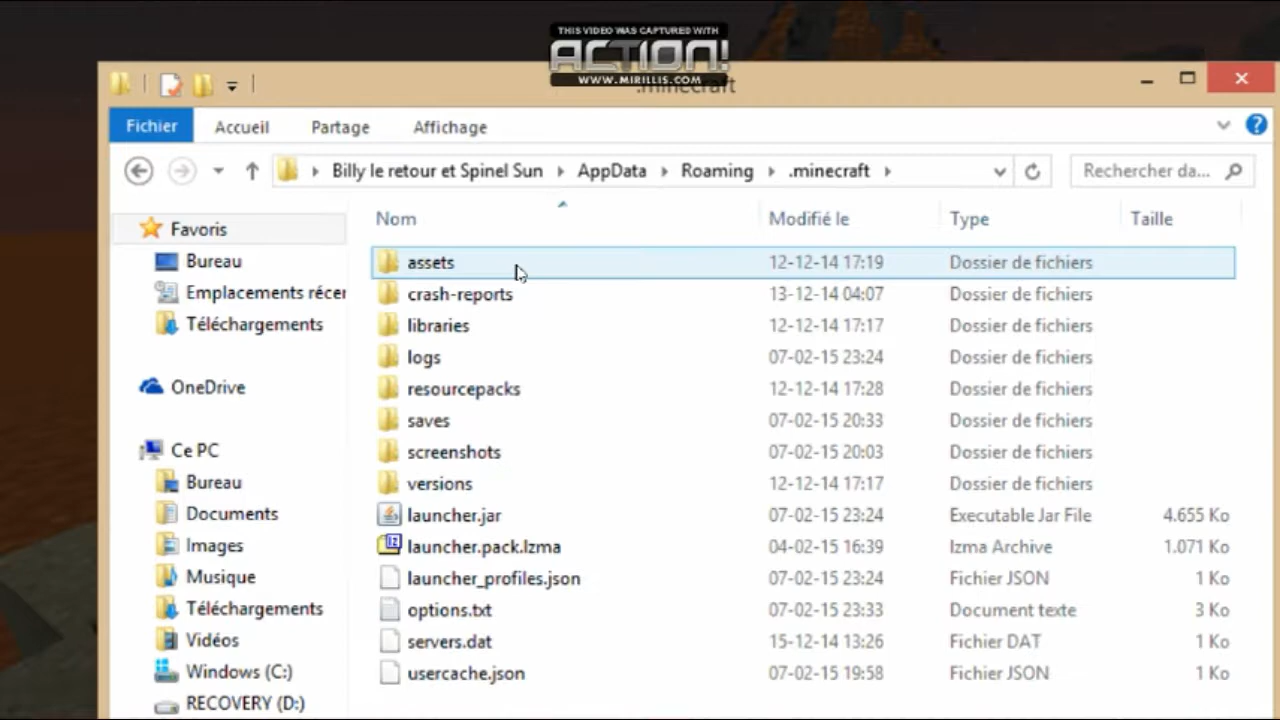 THIS VIDEO WAS CAPTURED WITH
ACTION!
WWW.MIRILLIS.COM
.minecraft
Fichier Accueil Partage Affichage
Billy le retour et Spinel Sun AppData Roaming .minecraft Rechercher da...
Nom Modifié le Type Taille
Favoris
Bureau
Emplacements récer
Téléchargements
OneDrive
Ce PC
Bureau
Documents
Images
Musique
Téléchargements
Vidéos
Windows (C:)
RECOVERY (D:)
assets 12-12-14 17:19 Dossier de fichiers
crash-reports 13-12-14 04:07 Dossier de fichiers
libraries 12-12-14 17:17 Dossier de fichiers
logs 07-02-15 23:24 Dossier de fichiers
resourcepacks 12-12-14 17:28 Dossier de fichiers
saves 07-02-15 20:33 Dossier de fichiers
screenshots 07-02-15 20:03 Dossier de fichiers
versions 12-12-14 17:17 Dossier de fichiers
launcher.jar 07-02-15 23:24 Executable Jar File 4.655 Ko
launcher.pack.lzma 04-02-15 16:39 lzma Archive 1.071 Ko
launcher_profiles.json 07-02-15 23:24 Fichier JSON 1 Ko
options.txt 07-02-15 23:33 Document texte 3 Ko
servers.dat 15-12-14 13:26 Fichier DAT 1 Ko
usercache.json 07-02-15 19:58 Fichier JSON 1 Ko